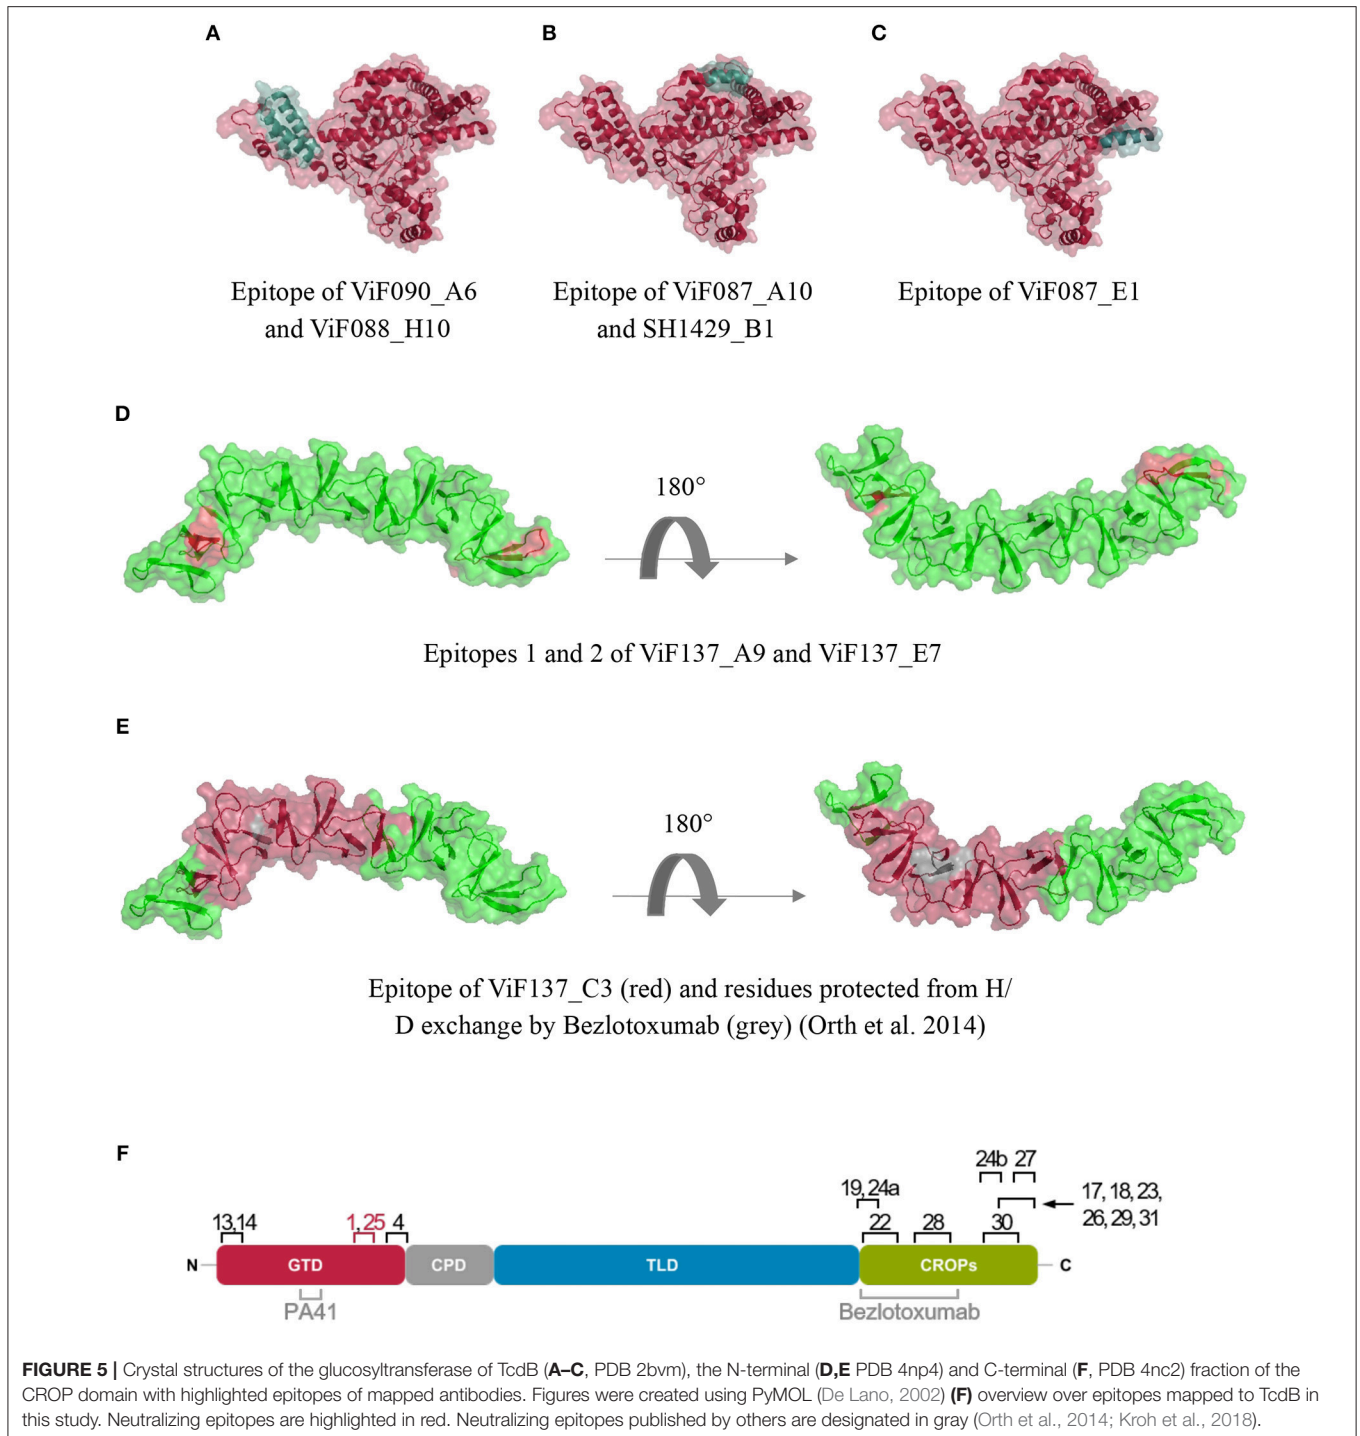 A
B
C
Epitope of ViF090_A6
and ViF088_H10
Epitope of ViF087_A10
and SH1429_B1
Epitope of ViF087_E1
D
180°
Epitopes 1 and 2 of ViF137_A9 and ViF137_E7
E
180°
Epitope of ViF137_C3 (red) and residues protected from H/
D exchange by Bezlotoxumab (grey) (Orth et al. 2014)
F
24b 27
19, 24a
17, 18, 23,
26, 29, 31
13,14 1, 25 4 22 28 30
N GTD CPD TLD CROPs C
PA41 Bezlotoxumab
FIGURE 5 | Crystal structures of the glucosyltransferase of TcdB (A–C, PDB 2bvm), the N-terminal (D,E PDB 4np4) and C-terminal (F, PDB 4nc2) fraction of the
CROP domain with highlighted epitopes of mapped antibodies. Figures were created using PyMOL (De Lano, 2002) (F) overview over epitopes mapped to TcdB in
this study. Neutralizing epitopes are highlighted in red. Neutralizing epitopes published by others are designated in gray (Orth et al., 2014; Kroh et al., 2018).